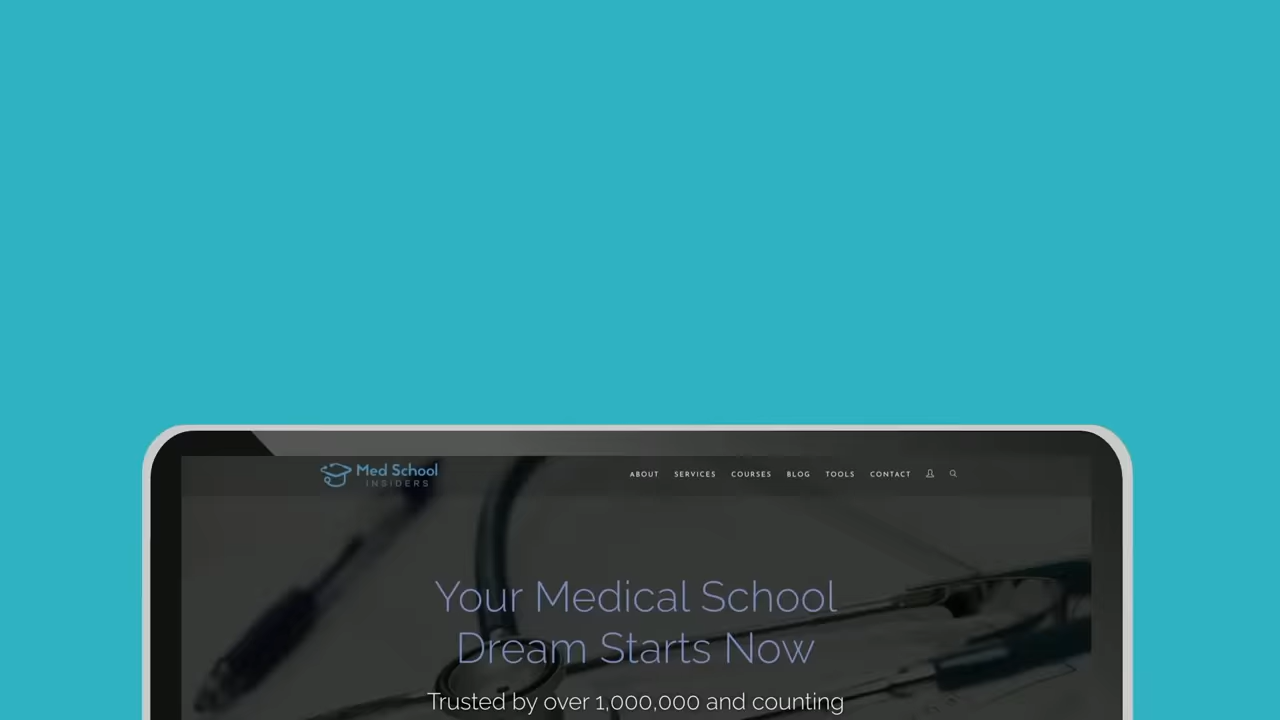 Med School
INSIDERS
ABOUT SERVICES COURSES BLOG TOOLS CONTACT
Your Medical School
Dream Starts Now
Trusted by over 1,000,000 and counting